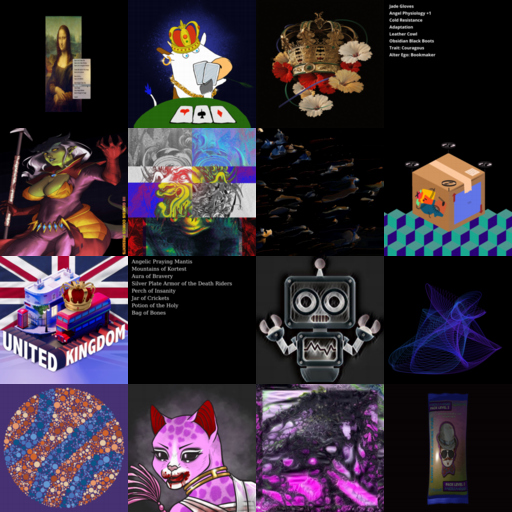 Jade Gloves
Angel Physiology +1
Cold Resistance
Adaptation
Leather Cowl
Obsidian Black Boots
Trait: Courageous
Alter Ego: Bookmaker
UNITED KINGDOM
Angelic Praying Mantis
Mountains of Kurtest
Aura of Bravery
Silver Plate Armor of the Death Riders
Perch of Insanity
Jar of Crickets
Potion of the Holy
Bag of Bones